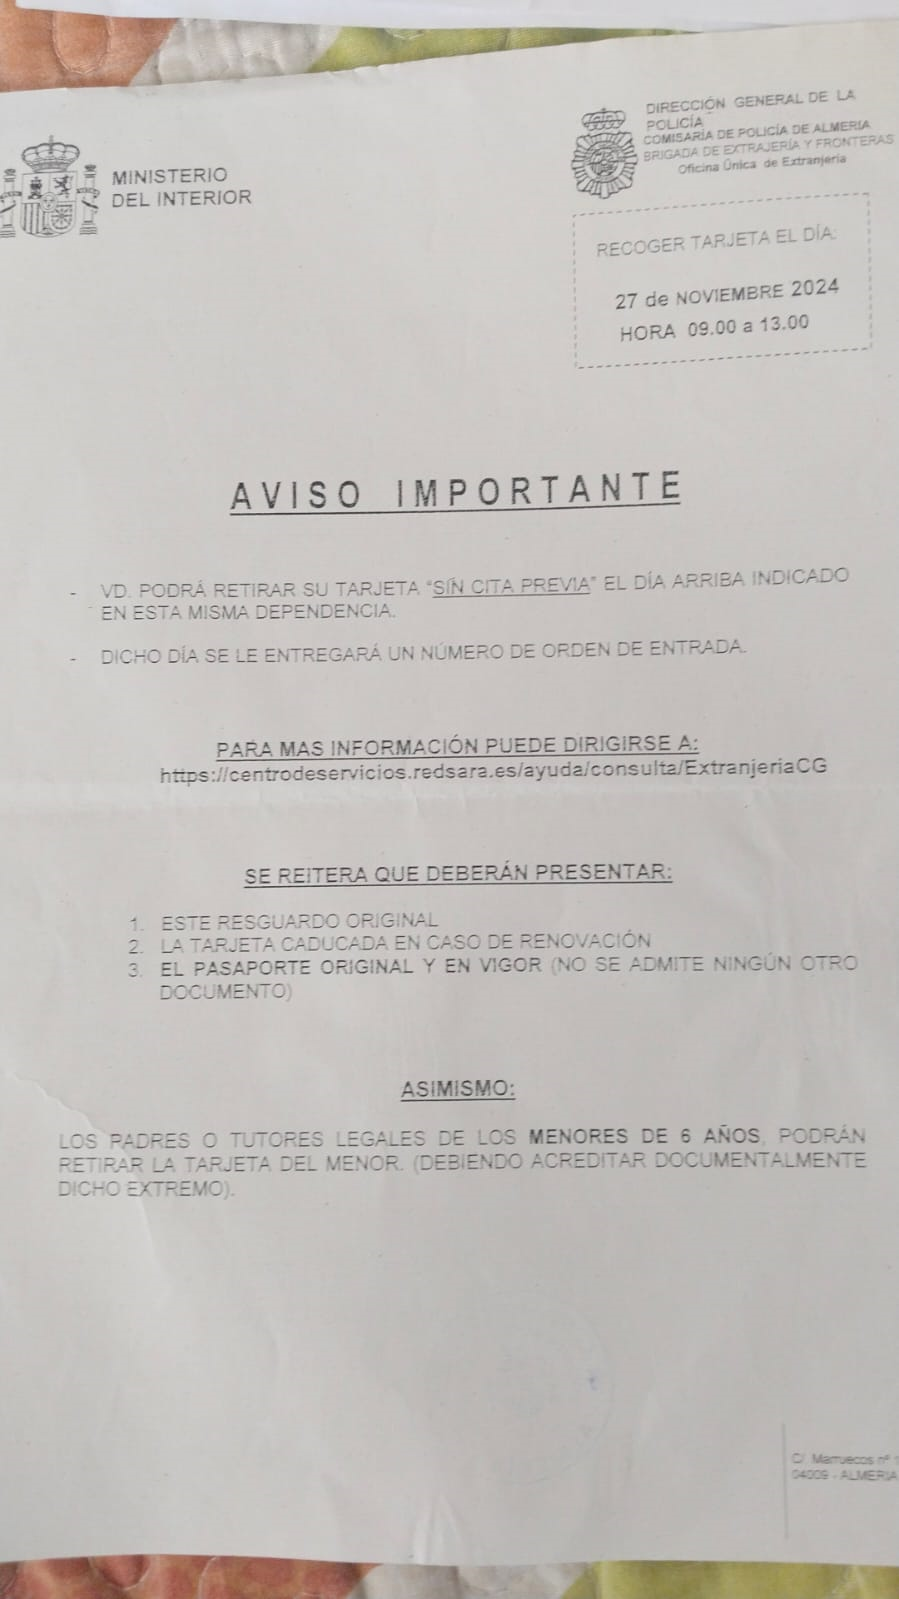 MINISTERIO
DEL INTERIOR
DIRECCIÓN GENERAL DE LA
POLICÍA
COMISARÍA DE POLICÍA DE ALMERIA
BRIGADA DE EXTRAJERÍA Y FRONTERAS
Oficina Única de Extranjeria
RECOGER TARJETA EL DÍA:
27 de NOVIEMBRE 2024
HORA 09.00 a 13.00
AVISO IMPORTANTE
- VD. PODRÁ RETIRAR SU TARJETA “SÍN CITA PREVIA” EL DÍA ARRIBA INDICADO
EN ESTA MISMA DEPENDENCIA.
- DICHO DÍA SE LE ENTREGARÁ UN NÚMERO DE ORDEN DE ENTRADA.
PARA MAS INFORMACIÓN PUEDE DIRIGIRSE A:
https://centrodeservicios.redsara.es/ayuda/consulta/ExtranjeriaCG
SE REITERA QUE DEBERÁN PRESENTAR:
1. ESTE RESGUARDO ORIGINAL
2. LA TARJETA CADUCADA EN CASO DE RENOVACIÓN
3. EL PASAPORTE ORIGINAL Y EN VIGOR (NO SE ADMITE NINGÚN OTRO
DOCUMENTO)
ASIMISMO:
LOS PADRES O TUTORES LEGALES DE LOS MENORES DE 6 AÑOS, PODRÁN
RETIRAR LA TARJETA DEL MENOR. (DEBIENDO ACREDITAR DOCUMENTALMENTE
DICHO EXTREMO).
C/ Marruecos nº
04009 - ALMERIA